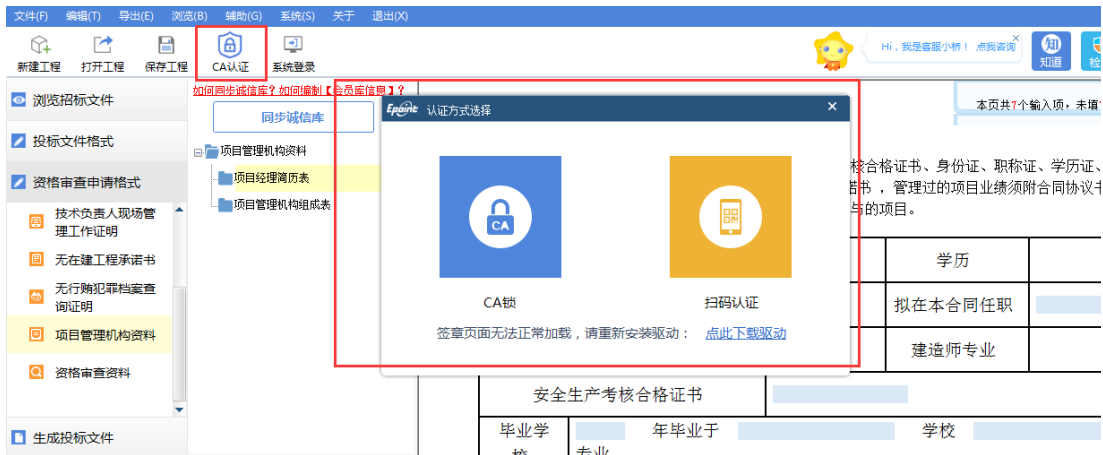 文件(F) 编辑(T) 导出(E) 浏览(B) 辅助(G) 系统(S) 关于 退出(X)
新建工程 打开工程 保存工程 CA认证 系统登录
Hi，我是客服小桥！ 点我咨询
知
知道
浏览招标文件
投标文件格式
资格审查申请格式
技术负责人现场管
理工作证明
无在建工程承诺书
无行贿犯罪档案查
询证明
项目管理机构资料
资格审查资料
生成投标文件
如何同步诚信库？如何编制【会员库信息】？
同步诚信库
项目管理机构资料
项目经理简历表
项目管理机构组成表
Epoint 认证方式选择
CA
CA锁 扫码认证
签章页面无法正常加载，请重新安装驱动： 点此下载驱动
本页共7个输入项，未填
核合格证书、身份证、职称证、学历证、
诺书 ，管理过的项目业绩须附合同协议书
与的项目。
学历
拟在本合同任职
建造师专业
安全生产考核合格证书
毕业学 年毕业于 学校